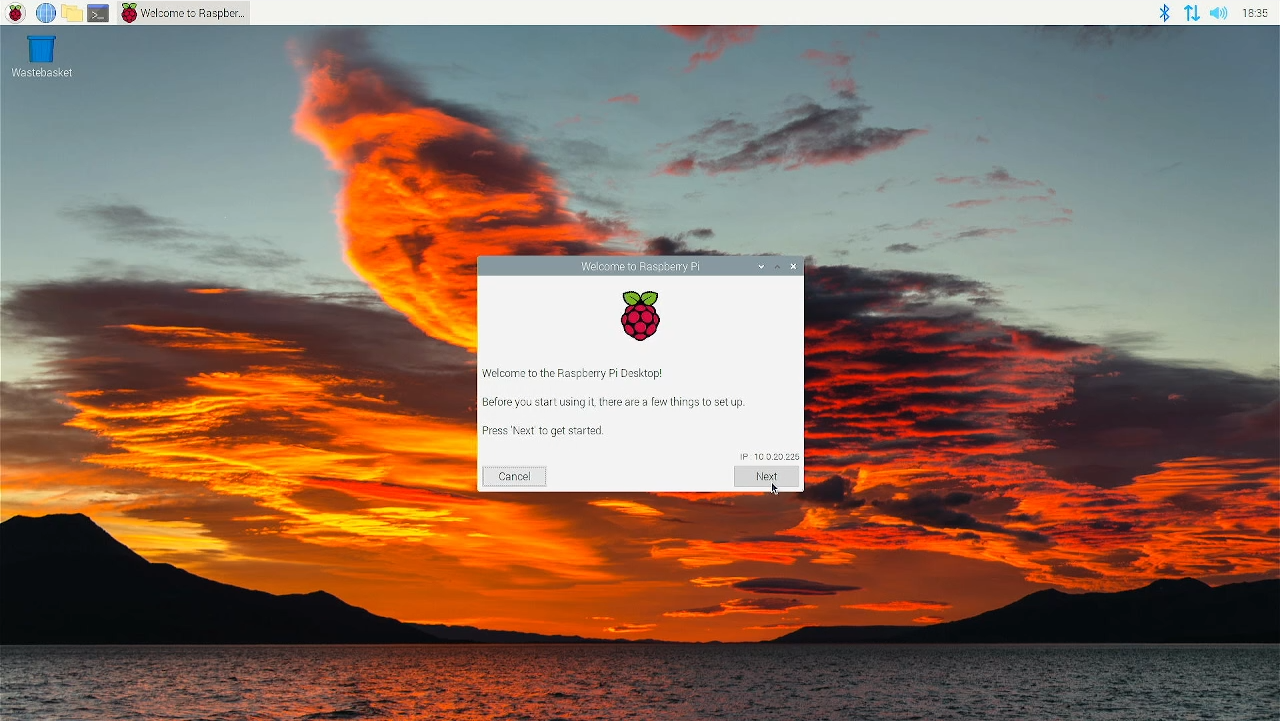 Welcome to Raspber...
18:35
Wastebasket
Welcome to Raspberry Pi
Welcome to the Raspberry Pi Desktop!
Before you start using it, there are a few things to set up.
Press 'Next' to get started.
IP : 10.0.20.225
Cancel
Next